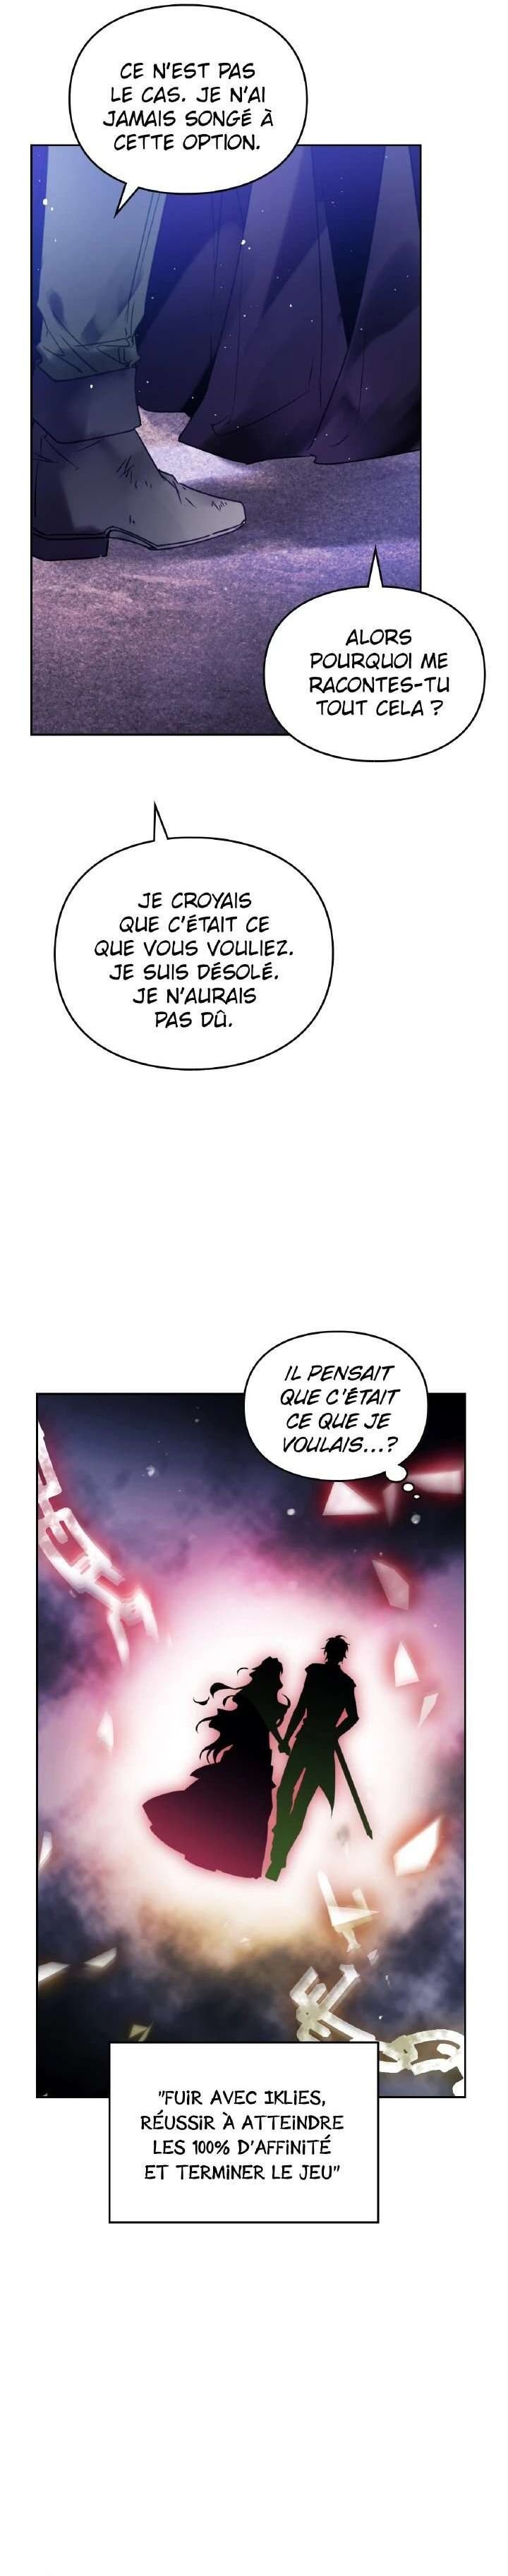 CE N'EST PAS
LE CAS. JE N'AI
JAMAIS SONGÉ À
CETTE OPTION.
ALORS
POURQUOI ME
RACONTES-TU
TOUT CELA ?
JE CROYAIS
QUE C'ÉTAIT CE
QUE VOUS VOULIEZ.
JE SUIS DÉSOLÉ.
JE N'AURAIS
PAS DÛ.
IL PENSAIT
QUE C'ÉTAIT
CE QUE JE
VOULAIS...?
"FUIR AVEC IKLIES,
RÉUSSIR À ATTEINDRE
LES 100% D'AFFINITÉ
ET TERMINER LE JEU"